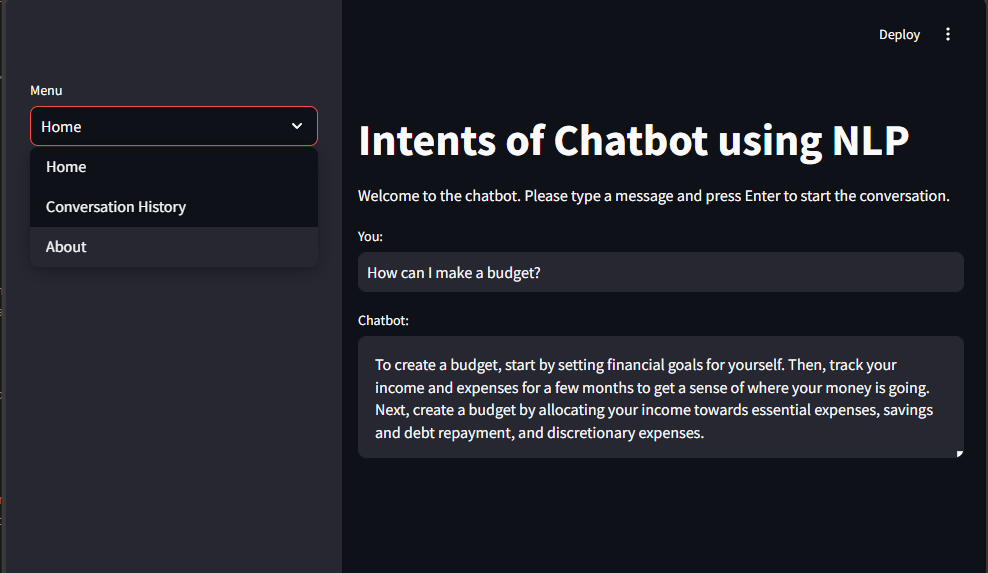 Deploy
Menu
Home
Home
Conversation History
About
Intents of Chatbot using NLP
Welcome to the chatbot. Please type a message and press Enter to start the conversation.
You:
How can I make a budget?
Chatbot:
To create a budget, start by setting financial goals for yourself. Then, track your
income and expenses for a few months to get a sense of where your money is going.
Next, create a budget by allocating your income towards essential expenses, savings
and debt repayment, and discretionary expenses.